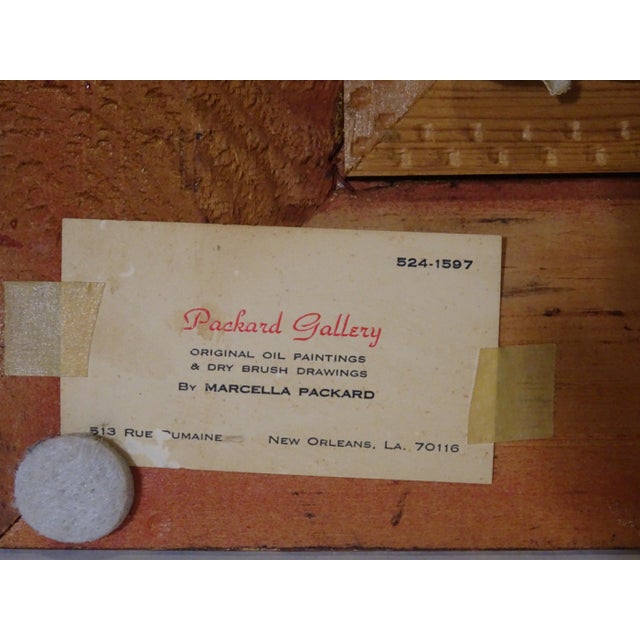 524-1597
Packard Gallery
ORIGINAL OIL PAINTINGS
& DRY BRUSH DRAWINGS
BY MARCELLA PACKARD
513 RUE DUMAINE NEW ORLEANS, LA. 70116